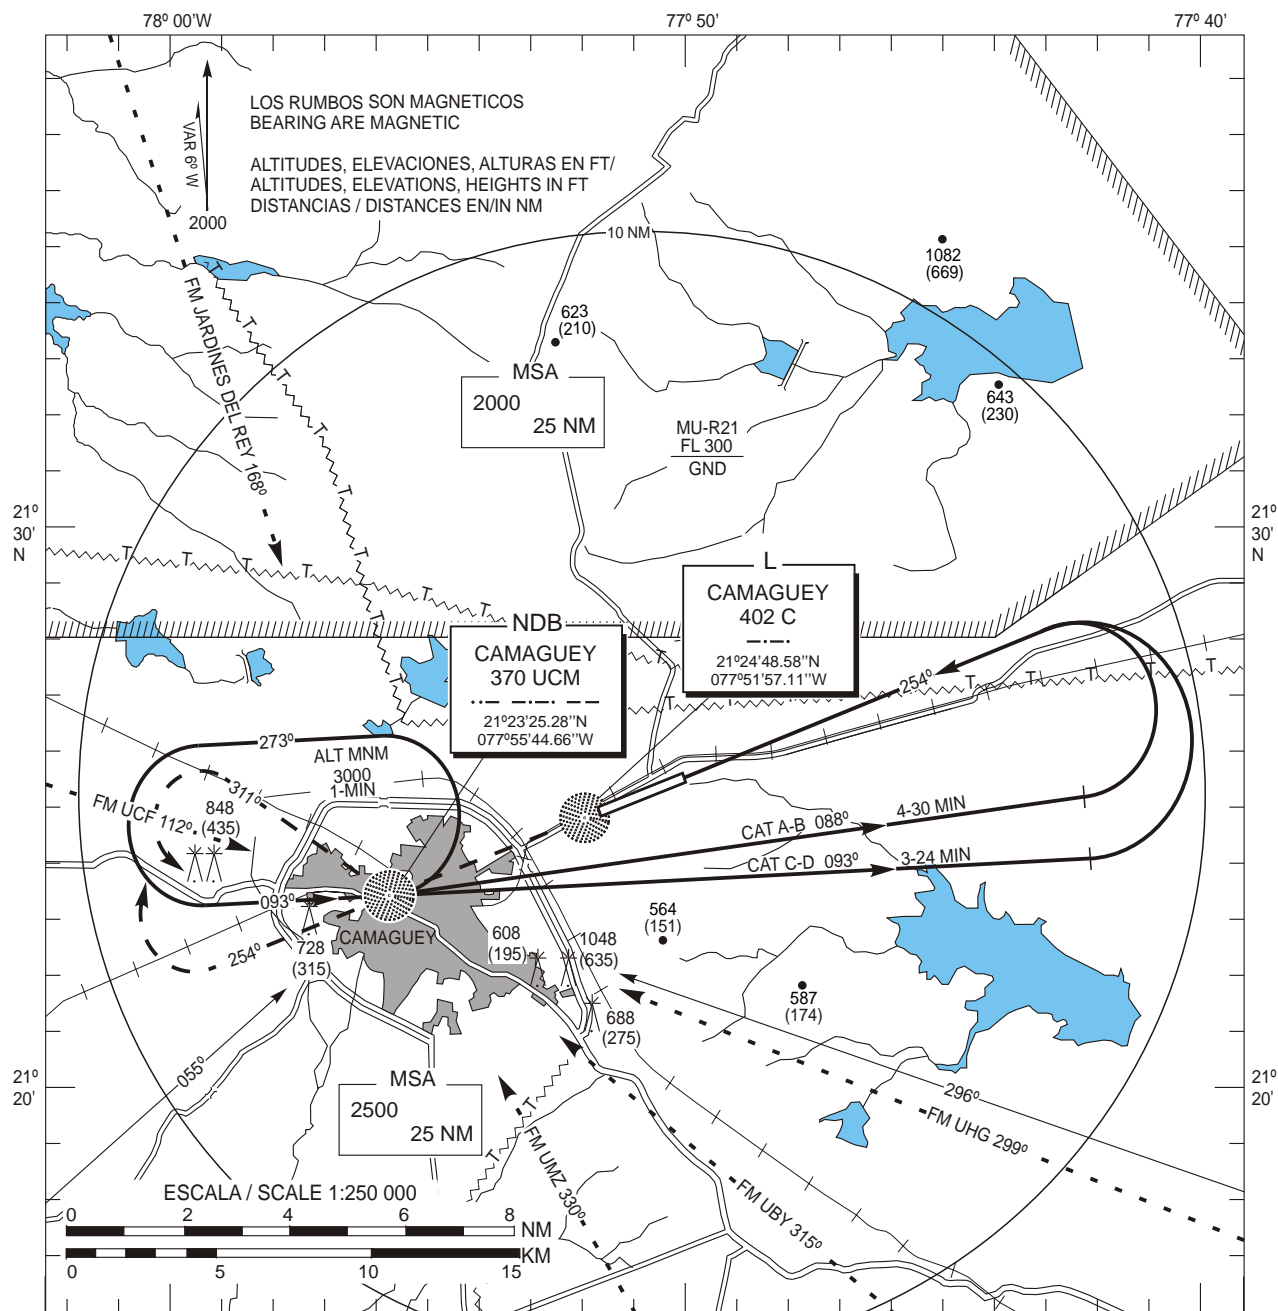 78º 00'W
77º 50'
77º 40'
LOS RUMBOS SON MAGNETICOS
BEARING ARE MAGNETIC
ALTITUDES, ELEVACIONES, ALTURAS EN FT/
ALTITUDES, ELEVATIONS, HEIGHTS IN FT
DISTANCIAS / DISTANCES EN/IN NM
VAR 6º W
2000
10 NM
1082
(669)
FM JARDINES DEL REY 168º
T
T
T
T
T
T
T
623
(210)
MSA
2000
25 NM
643
(230)
MU-R21
FL 300
GND
21º
30'
N
21º
30'
N
T
T
T
T
T
T
T
T
T
T
T
T
L
CAMAGUEY
402 C
21º24'48.58''N
077º51'57.11''W
NDB
CAMAGUEY
370 UCM
21º23'25.28''N
077º55'44.66''W
254º
273º
ALT MNM
3000
1-MIN
311º
FM UCF 112º
848
(435)
CAT A-B 088º
4-30 MIN
CAT C-D 093º
3-24 MIN
093º
254º
728
(315)
CAMAGUEY
608
(195)
1048
(635)
564
(151)
587
(174)
688
(275)
055º
MSA
2500
25 NM
T
T
21º
20'
21º
20'
296º
FM UHG 299º
FM UMZ 330º
FM UBY 315º
ESCALA / SCALE 1:250 000
0 2 4 6 8
NM
KM
0 5 10 15